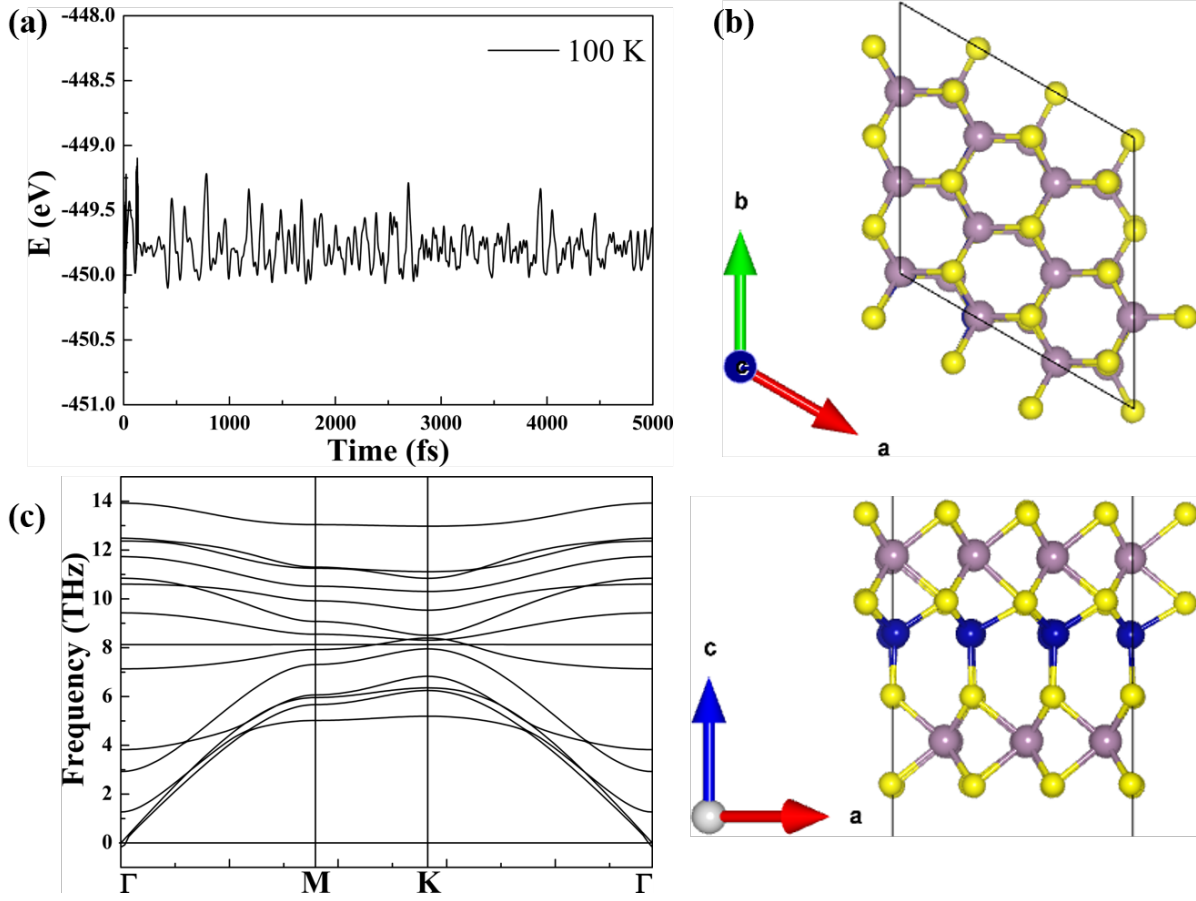 (a)
-448.0
-448.5
-449.0
-449.5
-450.0
-450.5
-451.0
E (eV)
100 K
0 1000 2000 3000 4000 5000
Time (fs)
(b)
b
c
a
(c)
14
12
10
8
6
4
2
0
Frequency (THz)
Γ M K Γ
c
a